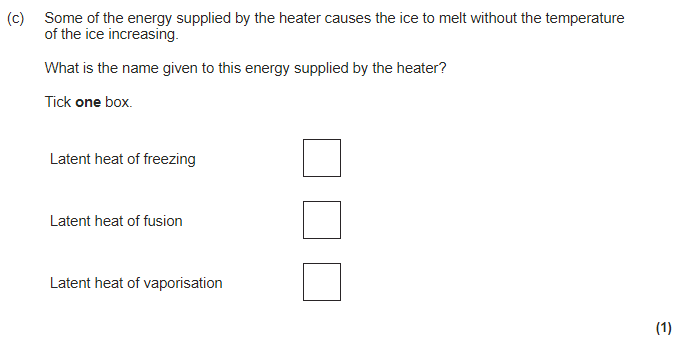 (c) Some of the energy supplied by the heater causes the ice to melt without the temperature
of the ice increasing.
What is the name given to this energy supplied by the heater?
Tick one box.
Latent heat of freezing
Latent heat of fusion
Latent heat of vaporisation
(1)